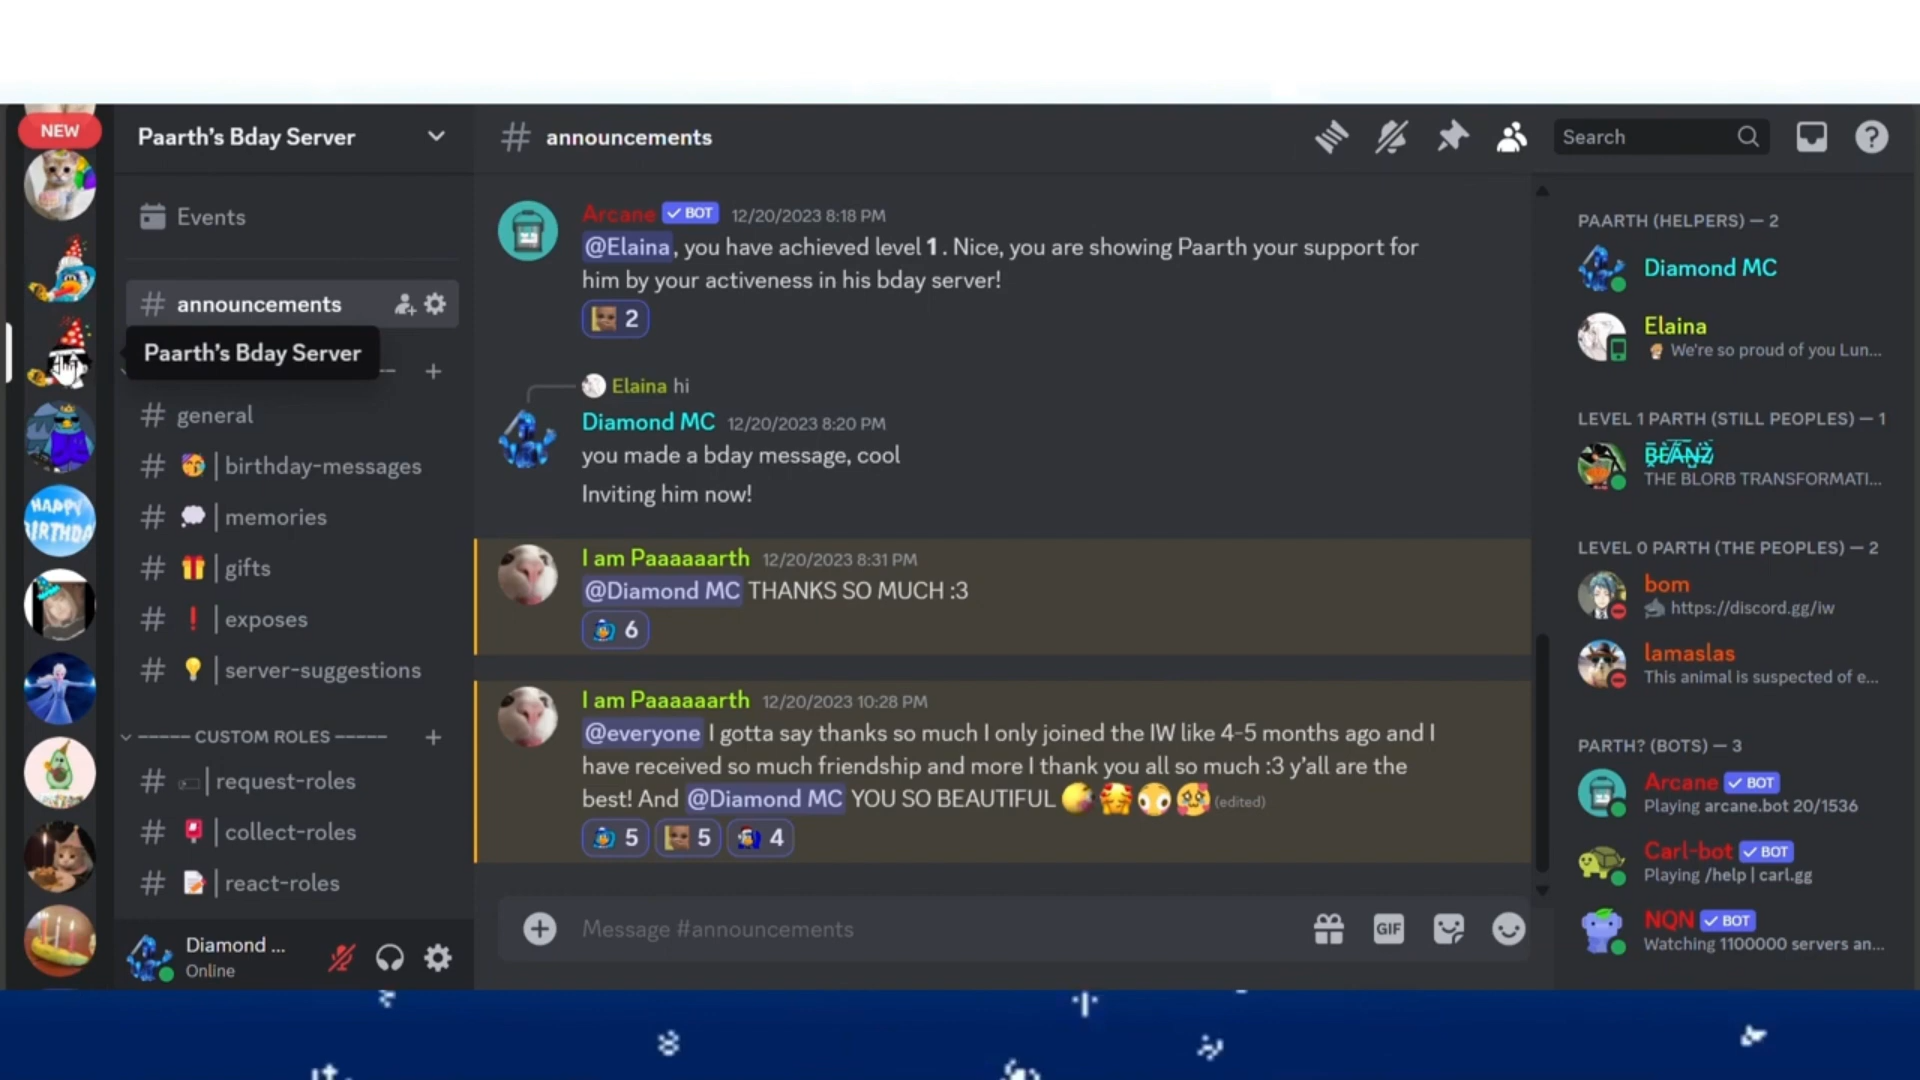 NEW
HAPPY
BIRTHDA
Paarth's Bday Server
Events
announcements
Paarth's Bday Server
general
birthday-messages
memories
gifts
exposes
server-suggestions
----- CUSTOM ROLES -----
request-roles
collect-roles
react-roles
Diamond ...
Online
announcements
Search
Arcane BOT 12/20/2023 8:18 PM
@Elaina, you have achieved level 1. Nice, you are showing Paarth your support for
him by your activeness in his bday server!
2
Elaina hi
Diamond MC 12/20/2023 8:20 PM
you made a bday message, cool
Inviting him now!
I am Paaaaaarth 12/20/2023 8:31 PM
@Diamond MC THANKS SO MUCH :3
6
I am Paaaaaarth 12/20/2023 10:28 PM
@everyone I gotta say thanks so much I only joined the IW like 4-5 months ago and I
have received so much friendship and more I thank you all so much :3 y'all are the
best! And @Diamond MC YOU SO BEAUTIFUL (edited)
5 5 4
Message #announcements
GIF
PAARTH (HELPERS) — 2
Diamond MC
Elaina
We're so proud of you Lun...
LEVEL 1 PARTH (STILL PEOPLES) — 1
BEANZ
THE BLORB TRANSFORMATI...
LEVEL 0 PARTH (THE PEOPLES) — 2
bom
https://discord.gg/iw
lamaslas
This animal is suspected of e...
PARTH? (BOTS) — 3
Arcane BOT
Playing arcane.bot 20/1536
Carl-bot BOT
Playing /help | carl.gg
NQN BOT
Watching 1100000 servers an...